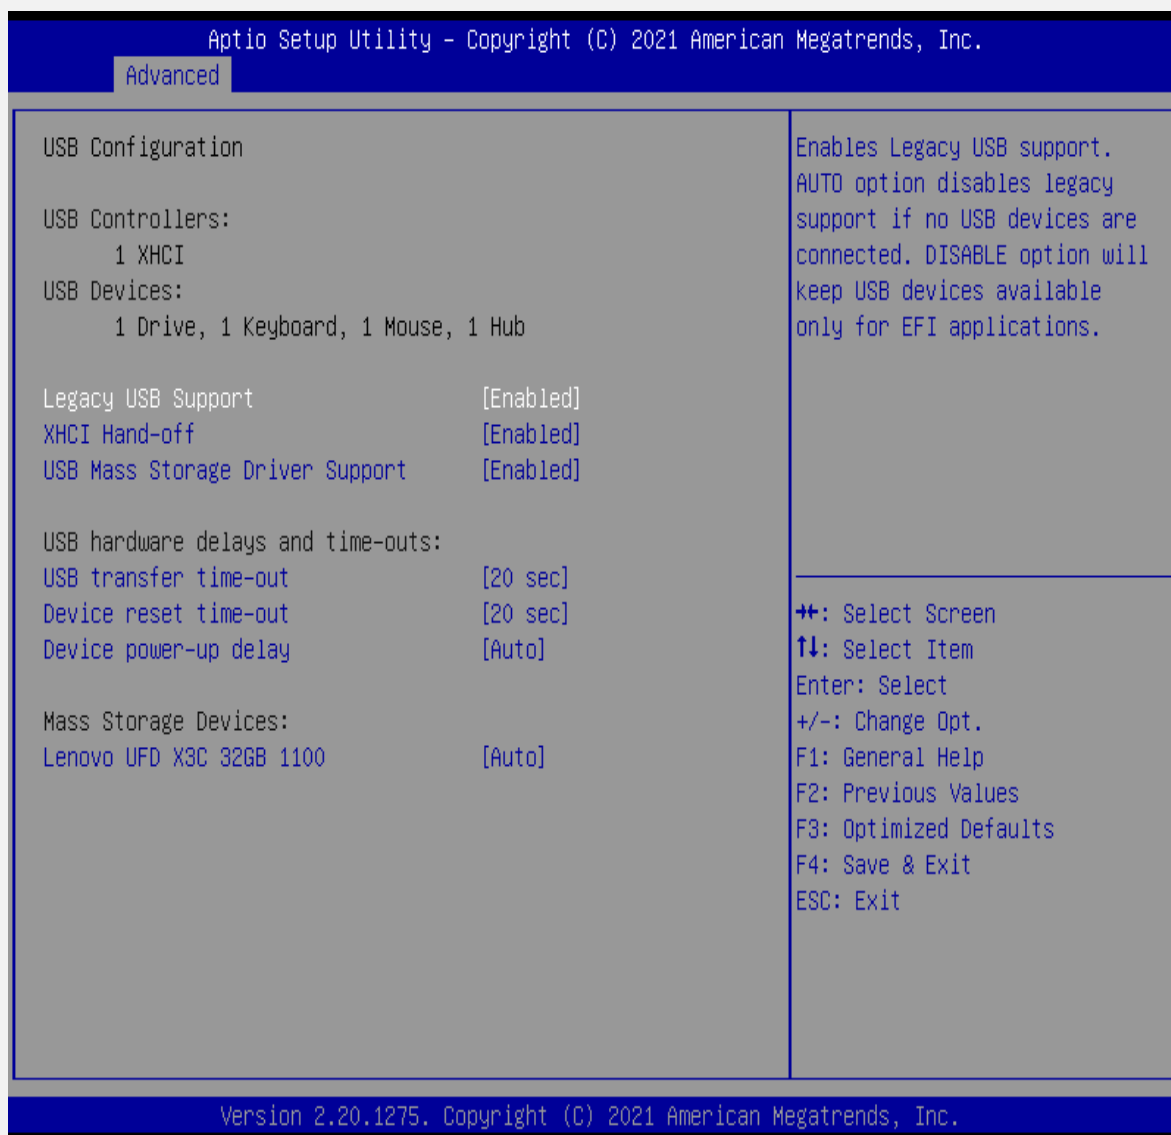 Aptio Setup Utility – Copyright (C) 2021 American Megatrends, Inc.
Advanced
USB Configuration
USB Controllers:
1 XHCI
USB Devices:
1 Drive, 1 Keyboard, 1 Mouse, 1 Hub
Legacy USB Support [Enabled]
XHCI Hand-off [Enabled]
USB Mass Storage Driver Support [Enabled]
USB hardware delays and time-outs:
USB transfer time-out [20 sec]
Device reset time-out [20 sec]
Device power-up delay [Auto]
Mass Storage Devices:
Lenovo UFD X3C 32GB 1100 [Auto]
Enables Legacy USB support.
AUTO option disables legacy
support if no USB devices are
connected. DISABLE option will
keep USB devices available
only for EFI applications.
→←: Select Screen
↑↓: Select Item
Enter: Select
+/-: Change Opt.
F1: General Help
F2: Previous Values
F3: Optimized Defaults
F4: Save & Exit
ESC: Exit
Version 2.20.1275. Copyright (C) 2021 American Megatrends, Inc.